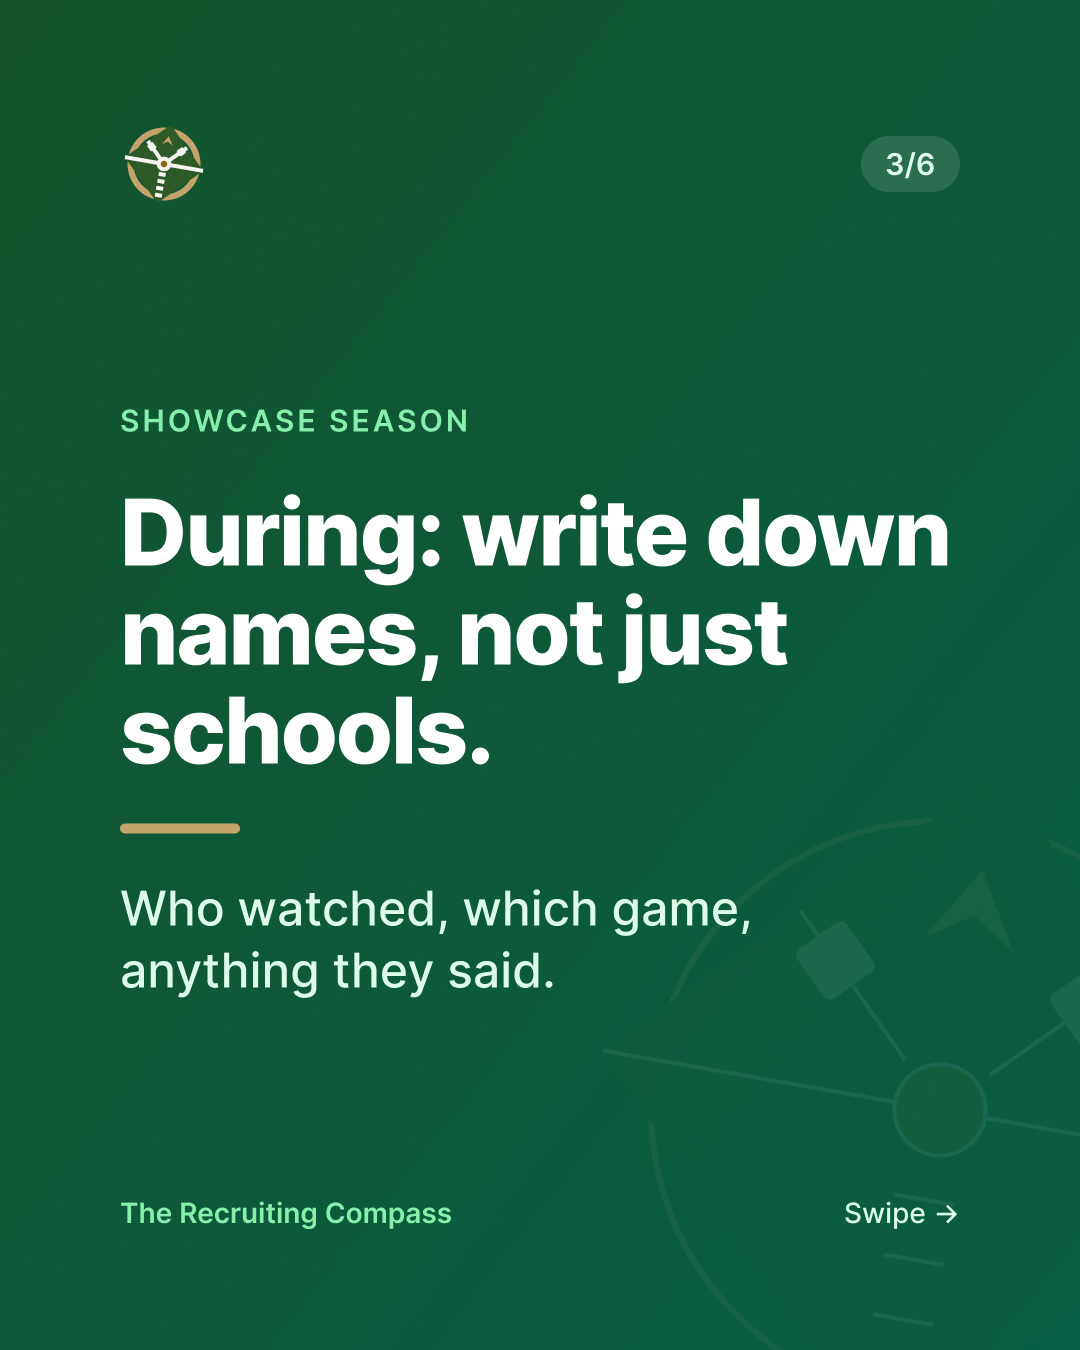 3/6
SHOWCASE SEASON
During: write down
names, not just
schools.
Who watched, which game,
anything they said.
The Recruiting Compass
Swipe →